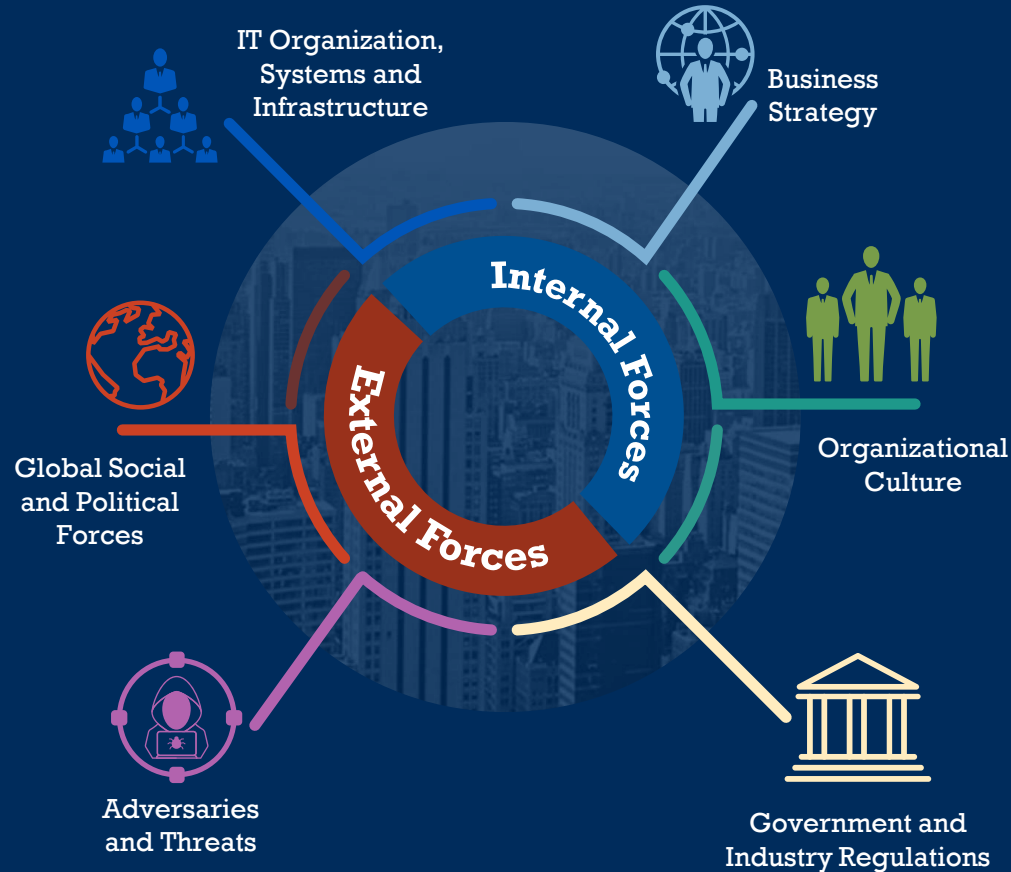 IT Organization,
Systems and
Infrastructure
Business
Strategy
Internal Forces
External Forces
Organizational
Culture
Global Social
and Political
Forces
Adversaries
and Threats
Government and
Industry Regulations